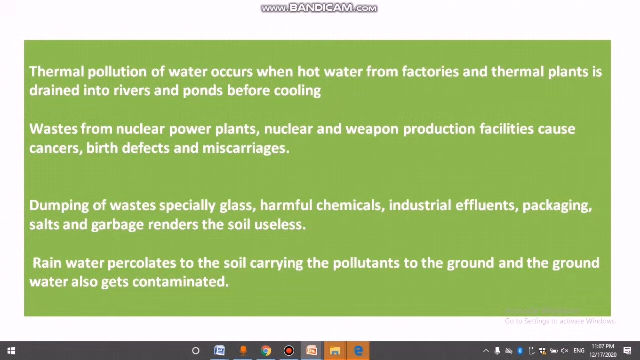 www.BANDICAM.com
Thermal pollution of water occurs when hot water from factories and thermal plants is
drained into rivers and ponds before cooling
Wastes from nuclear power plants, nuclear and weapon production facilities cause
cancers, birth defects and miscarriages.
Dumping of wastes specially glass, harmful chemicals, industrial effluents, packaging,
salts and garbage renders the soil useless.
Rain water percolates to the soil carrying the pollutants to the ground and the ground
water also gets contaminated.
Go to Settings to activate Windows.
ENG
11:07 PM
12/17/2020